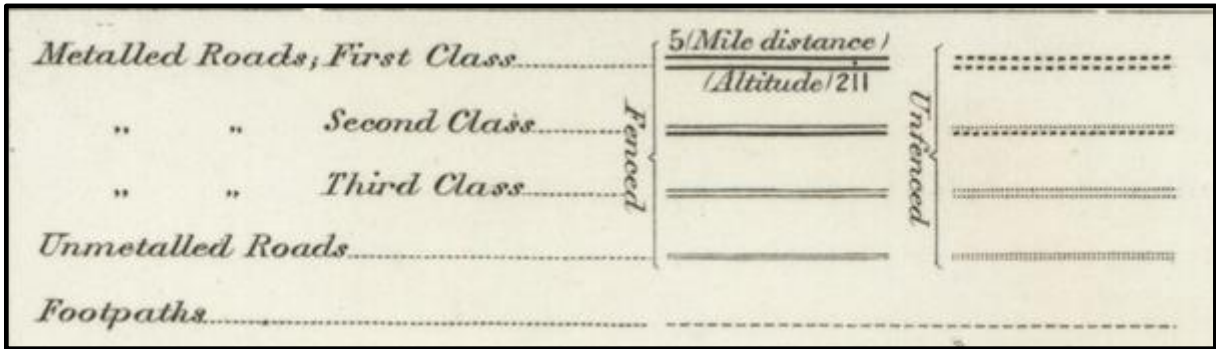 Metalled Roads; First Class 5(Mile distance)
(Altitude)211
„ „ Second Class
„ „ Third Class
Unmetalled Roads
Footpaths
Fenced
Unfenced